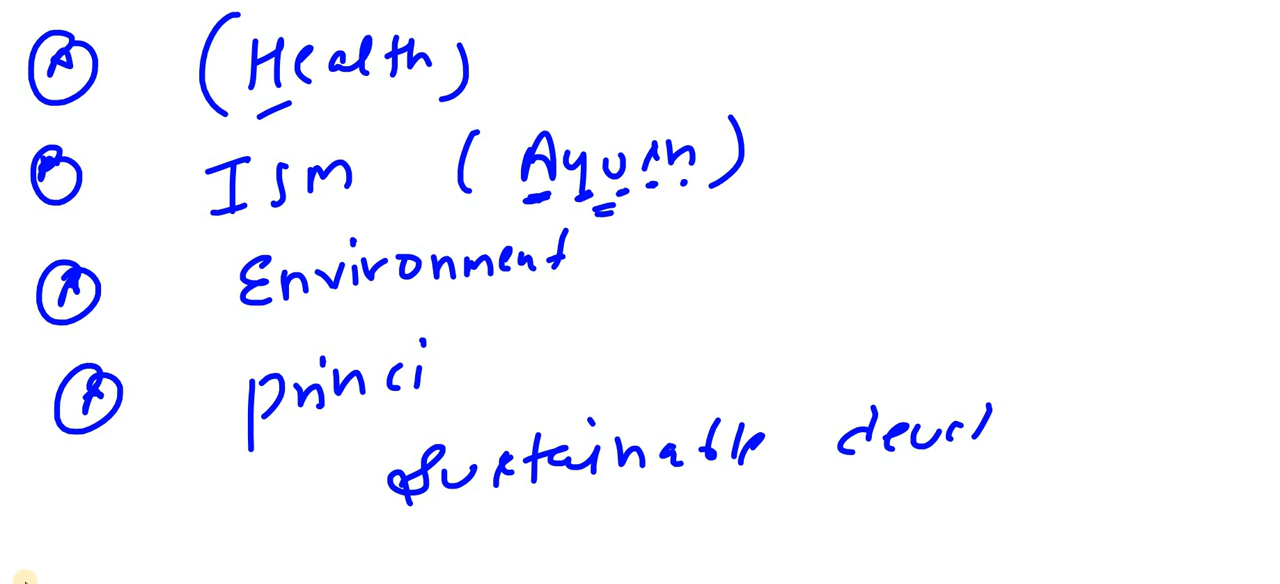 (Health)
ISM (Ayush)
Environment
princi
Sustainable devel